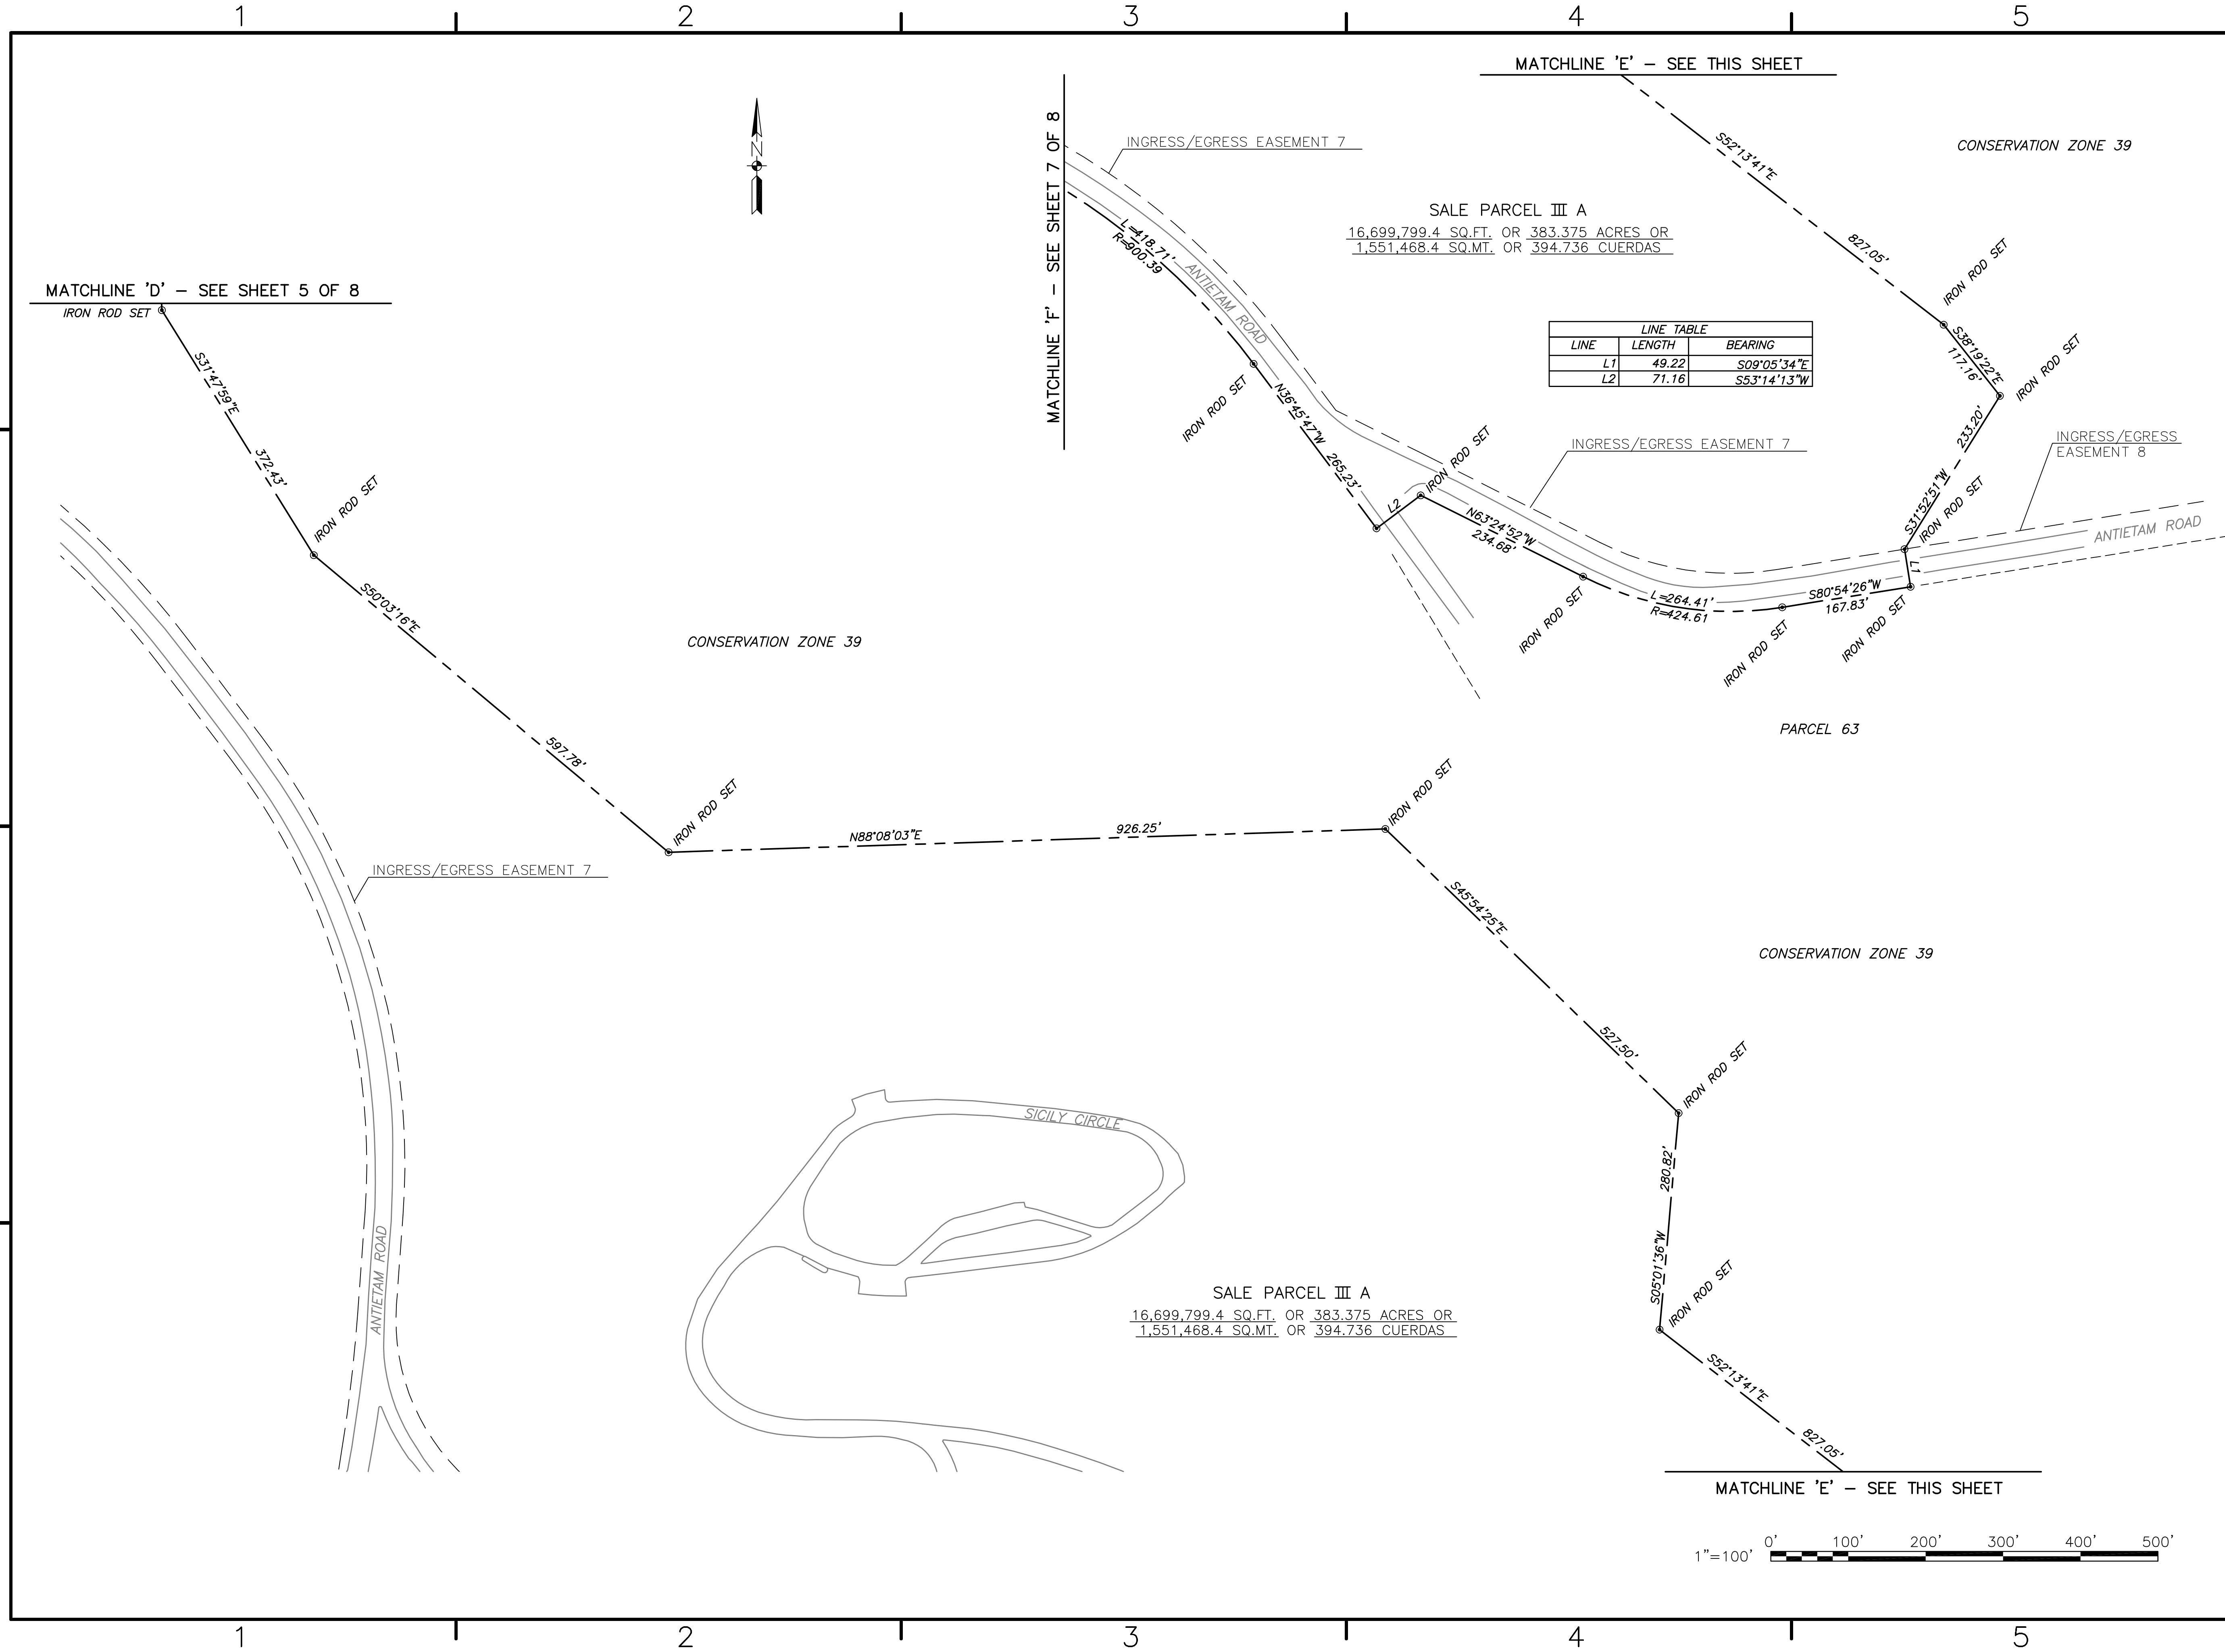 1 2 3 4 5
MATCHLINE 'E' – SEE THIS SHEET
S52°13'41"E
827.05'
CONSERVATION ZONE 39
N
MATCHLINE 'F' – SEE SHEET 7 OF 8
INGRESS/EGRESS EASEMENT 7
L=418.71'
R=900.39
ANTIETAM ROAD
SALE PARCEL III A
16,699,799.4 SQ.FT. OR 383.375 ACRES OR
1,551,468.4 SQ.MT. OR 394.736 CUERDAS
IRON ROD SET
S38°19'22"E
117.16'
IRON ROD SET
233.20'
S31°52'51"W
IRON ROD SET
LINE TABLE
LINE LENGTH BEARING
L1 49.22 S09°05'34"E
L2 71.16 S53°14'13"W
MATCHLINE 'D' – SEE SHEET 5 OF 8
IRON ROD SET
S31°47'59"E
372.43'
IRON ROD SET
IRON ROD SET
N36°45'47"W
265.23'
L2
IRON ROD SET
INGRESS/EGRESS EASEMENT 7
INGRESS/EGRESS
EASEMENT 8
ANTIETAM ROAD
N63°24'52"W
234.68'
IRON ROD SET
L=264.41'
R=424.61
IRON ROD SET
S80°54'26"W
167.83'
L1
IRON ROD SET
S50°03'16"E
597.78'
CONSERVATION ZONE 39
PARCEL 63
IRON ROD SET
N88°08'03"E
926.25'
IRON ROD SET
INGRESS/EGRESS EASEMENT 7
S45°54'25"E
527.50'
CONSERVATION ZONE 39
IRON ROD SET
SICILY CIRCLE
280.82'
S05°01'36"W
IRON ROD SET
ANTIETAM ROAD
SALE PARCEL III A
16,699,799.4 SQ.FT. OR 383.375 ACRES OR
1,551,468.4 SQ.MT. OR 394.736 CUERDAS
S52°13'41"E
827.05'
MATCHLINE 'E' – SEE THIS SHEET
1"=100'
0' 100' 200' 300' 400' 500'
1 2 3 4 5